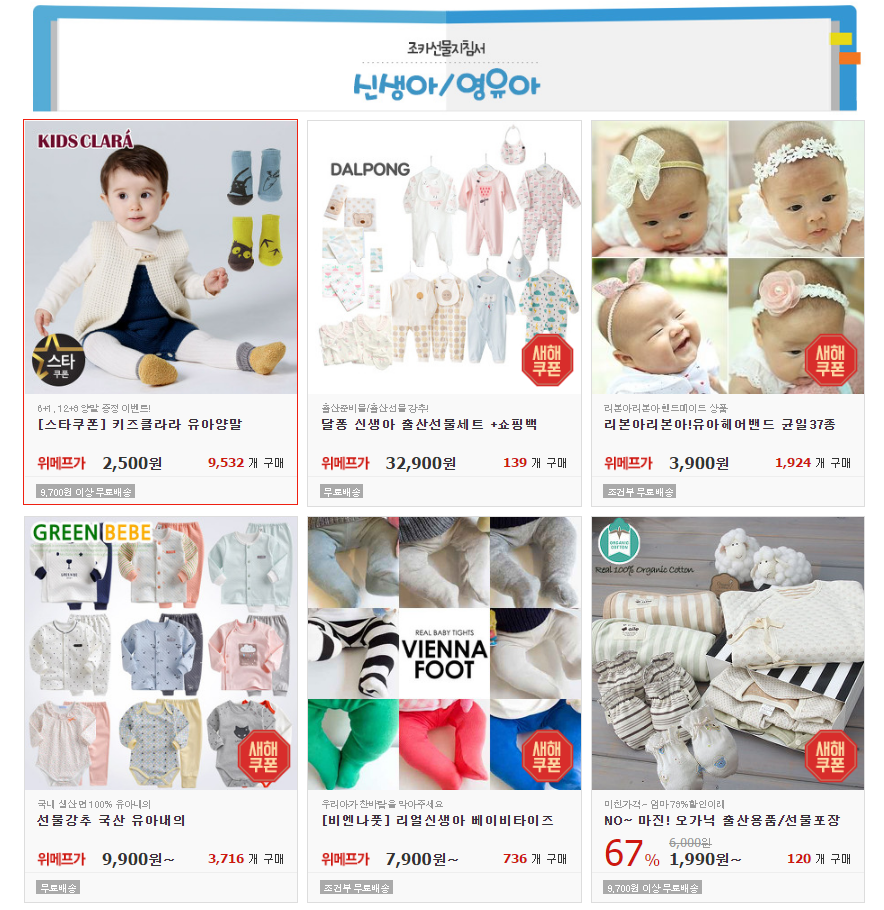 조카선물지침서
신생아/영유아
KIDS CLARÁ
스타
쿠폰
6+1, 12+6 양말 증정 이벤트!
[스타쿠폰] 키즈클라라 유아양말
위메프가 2,500원 9,532 개 구매
9,700원 이상 무료배송
DALPONG
새해
쿠폰
출산준비물/출산선물 강추!
달퐁 신생아 출산선물세트 +쇼핑백
위메프가 32,900원 139 개 구매
무료배송
새해
쿠폰
리본아리본아 핸드메이드 상품
리본아리본아!유아헤어밴드 균일37종
위메프가 3,900원 1,924 개 구매
조건부 무료배송
GREEN BEBE
새해
쿠폰
국내 생산 면 100% 유아내의
선물강추 국산 유아내의
위메프가 9,900원~ 3,716 개 구매
무료배송
REAL BABY TIGHTS
VIENNA
FOOT
새해
쿠폰
우리아가 찬바람을 막아주세요
[비엔나풋] 리얼신생아 베이비타이즈
위메프가 7,900원~ 736 개 구매
조건부 무료배송
ORGANIC
COTTON
Real 100% Organic Cotton
새해
쿠폰
미친가격~ 엄마 79%할인이래
NO~ 마진! 오가닉 출산용품/선물포장
67% 6,000원
1,990원~ 120 개 구매
9,700원 이상 무료배송